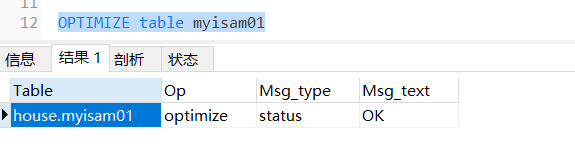 11
12 OPTIMIZE table myisam01
信息 结果 1 剖析 状态
Table Op Msg_type Msg_text
house.myisam01 optimize status OK